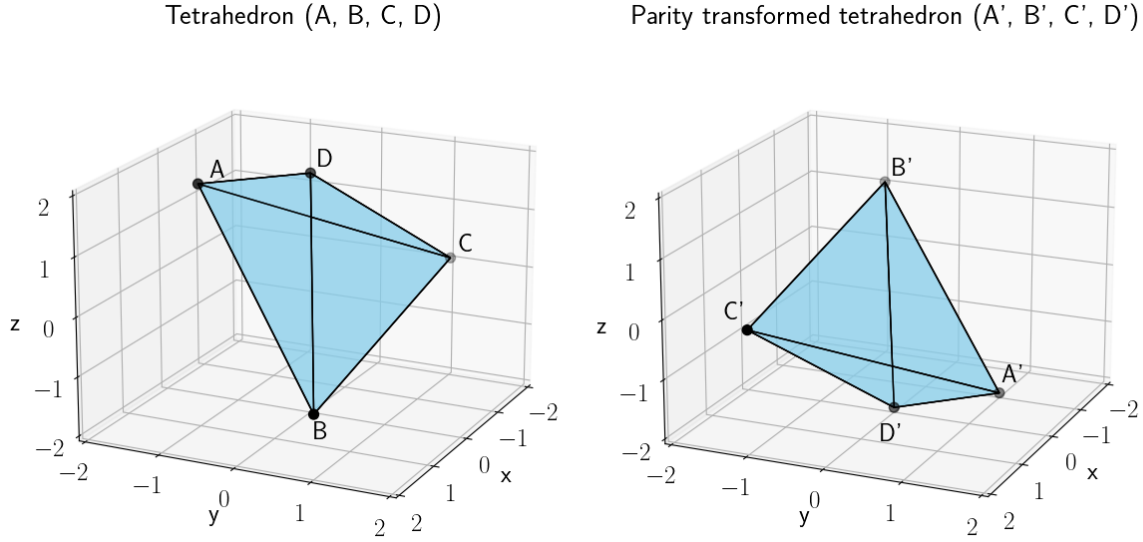 Tetrahedron (A, B, C, D)
A
D
C
B
2
1
0
−1
−2
z
−2
−1
0
1
2
y
2
1
0
−1
−2
x
Parity transformed tetrahedron (A’, B’, C’, D’)
B’
C’
A’
D’
2
1
0
−1
−2
z
−2
−1
0
1
2
y
2
1
0
−1
−2
x